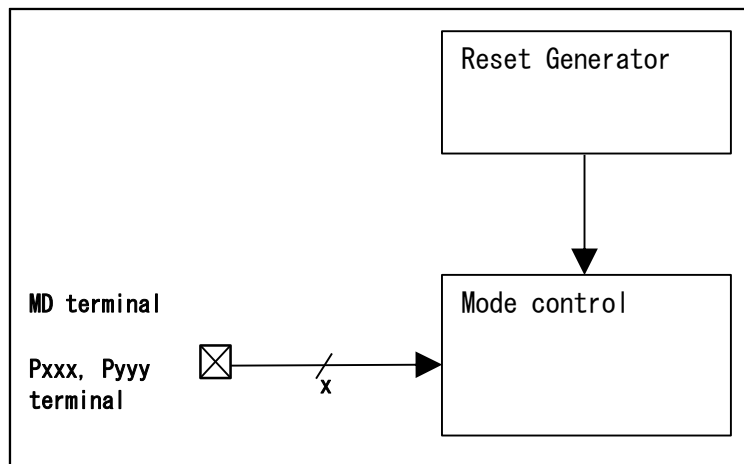 Reset Generator
Mode control
MD terminal
Pxxx, Pyyy
terminal
x